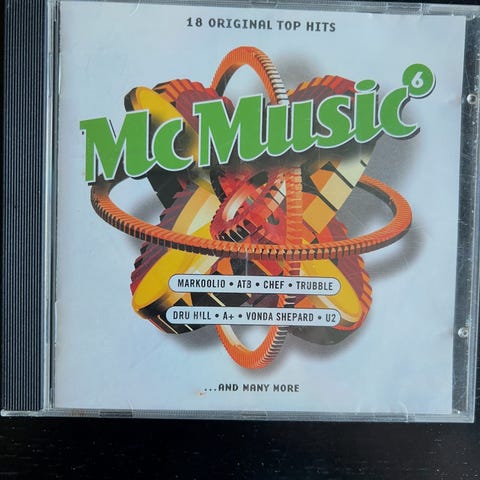 18 ORIGINAL TOP HITS
McMusic 6
MARKOOLIO • ATB • CHEF • TRUBBLE
DRU HILL • A+ • VONDA SHEPARD • U2
...AND MANY MORE